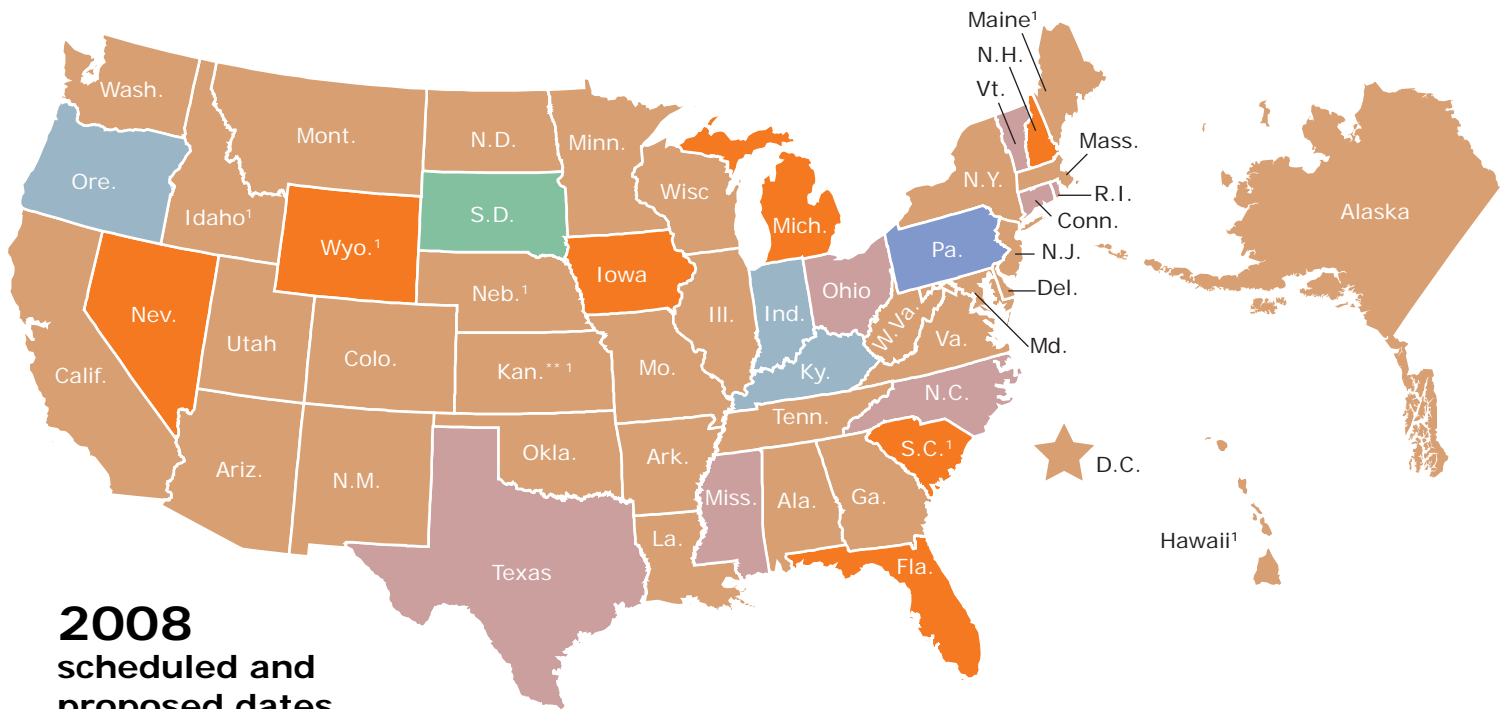 Maine¹
N.H.
Vt.
Wash.
Mont.
N.D.
Minn.
Mass.
Ore.
Idaho¹
Wyo.¹
S.D.
Wisc
Mich.
N.Y.
R.I.
Conn.
Alaska
Nev.
Utah
Colo.
Neb.¹
Iowa
Ill.
Ind.
Ohio
Pa.
N.J.
Del.
Md.
W.Va.
Va.
Calif.
Kan.** ¹
Mo.
Ky.
N.C.
Tenn.
S.C.¹
D.C.
Ariz.
N.M.
Okla.
Ark.
Miss.
Ala.
Ga.
Hawaii¹
Texas
La.
Fla.
2008
scheduled and
proposed dates